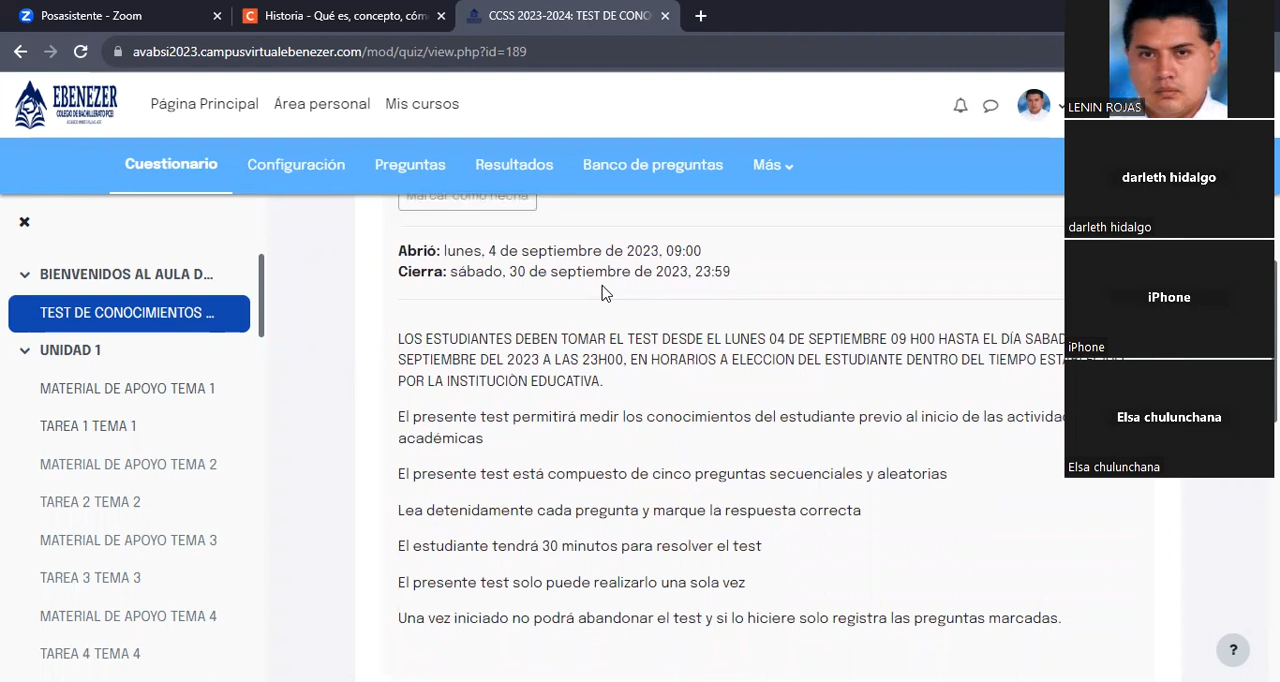 Posasistente - Zoom
Historia - Qué es, concepto, cóm
CCSS 2023-2024: TEST DE CONO
avabsi2023.campusvirtualebenezer.com/mod/quiz/view.php?id=189
EBENEZER
COLEGIO DE BACHILLERATO PCEI
Página Principal Área personal Mis cursos
Cuestionario Configuración Preguntas Resultados Banco de preguntas Más
BIENVENIDOS AL AULA D...
TEST DE CONOCIMIENTOS ...
UNIDAD 1
MATERIAL DE APOYO TEMA 1
TAREA 1 TEMA 1
MATERIAL DE APOYO TEMA 2
TAREA 2 TEMA 2
MATERIAL DE APOYO TEMA 3
TAREA 3 TEMA 3
MATERIAL DE APOYO TEMA 4
TAREA 4 TEMA 4
Marcar como hecha
Abrió: lunes, 4 de septiembre de 2023, 09:00
Cierra: sábado, 30 de septiembre de 2023, 23:59
LOS ESTUDIANTES DEBEN TOMAR EL TEST DESDE EL LUNES 04 DE SEPTIEMBRE 09 H00 HASTA EL DÍA SABAD
SEPTIEMBRE DEL 2023 A LAS 23H00, EN HORARIOS A ELECCION DEL ESTUDIANTE DENTRO DEL TIEMPO
POR LA INSTITUCIÒN EDUCATIVA.
El presente test permitirá medir los conocimientos del estudiante previo al inicio de las activida
académicas
El presente test está compuesto de cinco preguntas secuenciales y aleatorias
Lea detenidamente cada pregunta y marque la respuesta correcta
El estudiante tendrá 30 minutos para resolver el test
El presente test solo puede realizarlo una sola vez
Una vez iniciado no podrá abandonar el test y si lo hiciere solo registra las preguntas marcadas.
?
LENIN ROJAS
darleth hidalgo
darleth hidalgo
iPhone
iPhone
Elsa chulunchana
Elsa chulunchana